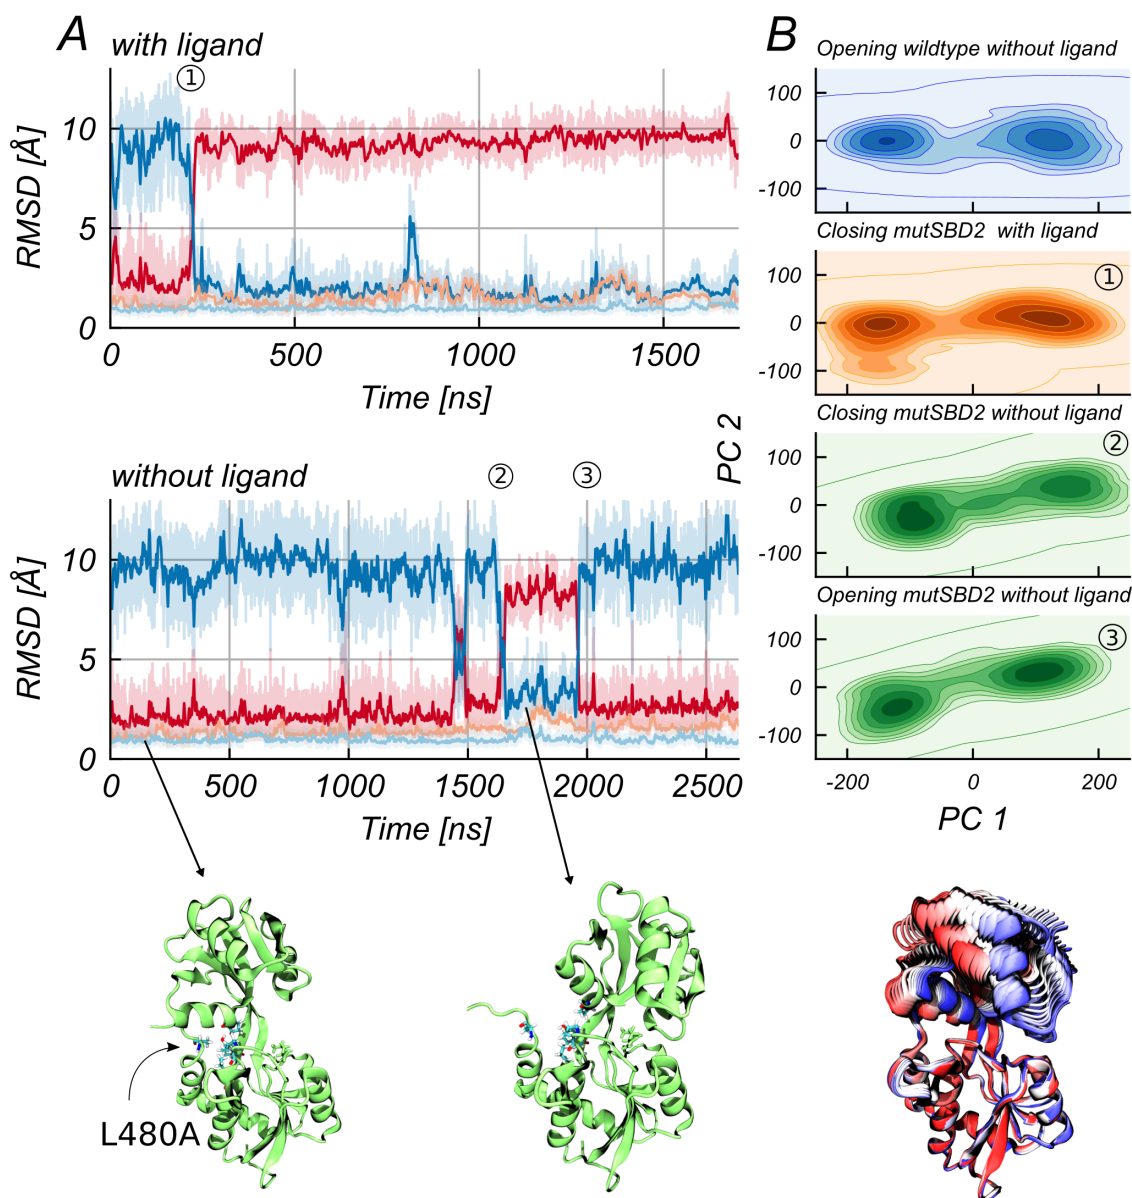 A
with ligand
①
RMSD [Å]
10
5
0
0
500
1000
1500
Time [ns]
without ligand
②
③
RMSD [Å]
10
5
0
0
500
1000
1500
2000
2500
Time [ns]
L480A
B
Opening wildtype without ligand
100
0
-100
Closing mutSBD2 with ligand
①
100
0
-100
Closing mutSBD2 without ligand
②
100
0
-100
Opening mutSBD2 without ligand
③
100
0
-100
PC 2
-200
0
200
PC 1